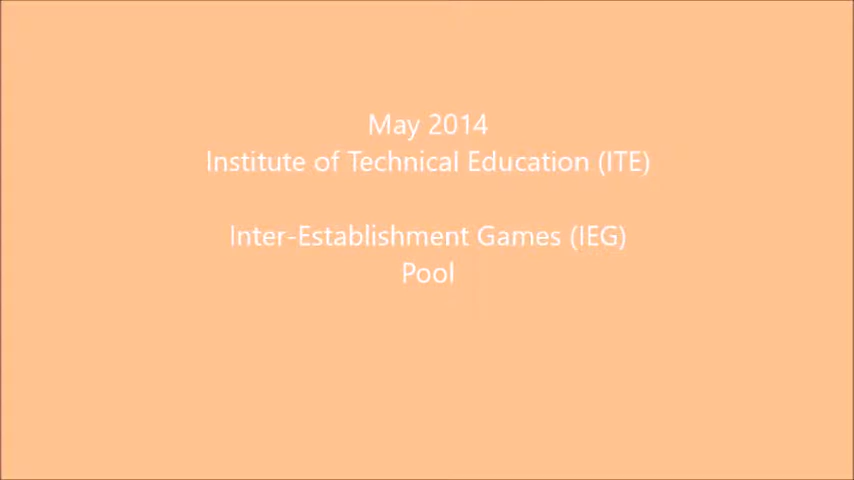 May 2014
Institute of Technical Education (ITE)
Inter-Establishment Games (IEG)
Pool